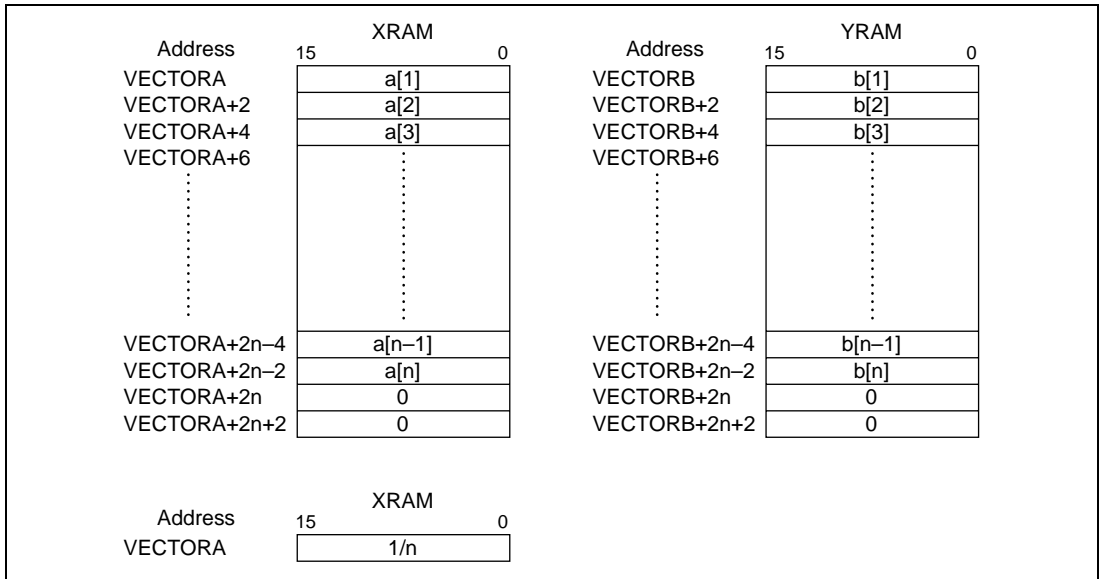 XRAM YRAM
Address 15 0 Address 15 0
VECTORA a[1] VECTORB b[1]
VECTORA+2 a[2] VECTORB+2 b[2]
VECTORA+4 a[3] VECTORB+4 b[3]
VECTORA+6 VECTORB+6
VECTORA+2n–4 a[n–1] VECTORB+2n–4 b[n–1]
VECTORA+2n–2 a[n] VECTORB+2n–2 b[n]
VECTORA+2n 0 VECTORB+2n 0
VECTORA+2n+2 0 VECTORB+2n+2 0
XRAM
Address 15 0
VECTORA 1/n